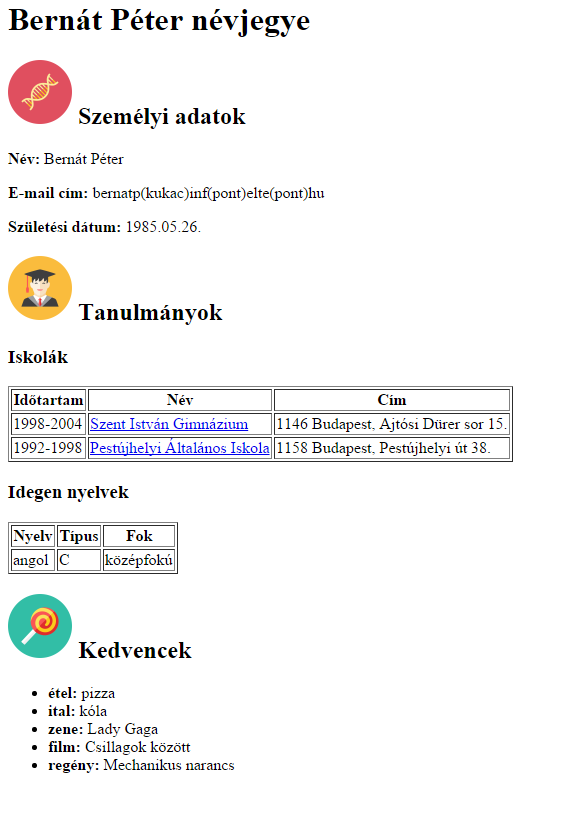 Bernát Péter névjegye
Személyi adatok
Név: Bernát Péter
E-mail cím: bernatp(kukac)inf(pont)elte(pont)hu
Születési dátum: 1985.05.26.
Tanulmányok
Iskolák
Időtartam Név Cím
1998-2004 Szent István Gimnázium 1146 Budapest, Ajtósi Dürer sor 15.
1992-1998 Pestújhelyi Általános Iskola 1158 Budapest, Pestújhelyi út 38.
Idegen nyelvek
Nyelv Típus Fok
angol C középfokú
Kedvencek
étel: pizza
ital: kóla
zene: Lady Gaga
film: Csillagok között
regény: Mechanikus narancs